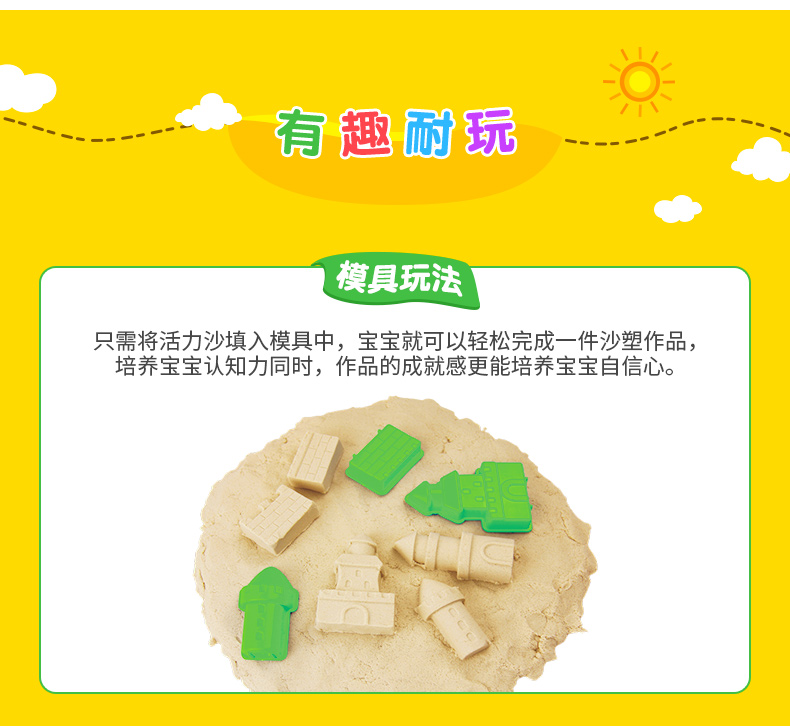 有趣耐玩
模具玩法
只需将活力沙填入模具中，宝宝就可以轻松完成一件沙塑作品，
培养宝宝认知力同时，作品的成就感更能培养宝宝自信心。